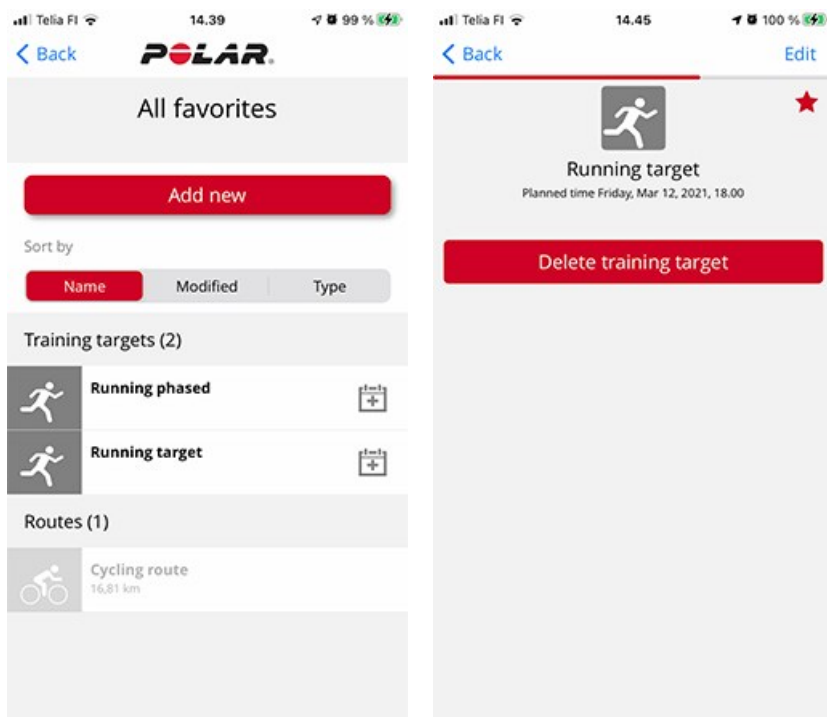 Telia FI 14.39 99 %
Back POLAR.
All favorites
Add new
Sort by
Name Modified Type
Training targets (2)
Running phased
Running target
Routes (1)
Cycling route
16,81 km
Telia FI 14.45 100 %
Back Edit
Running target
Planned time Friday, Mar 12, 2021, 18.00
Delete training target